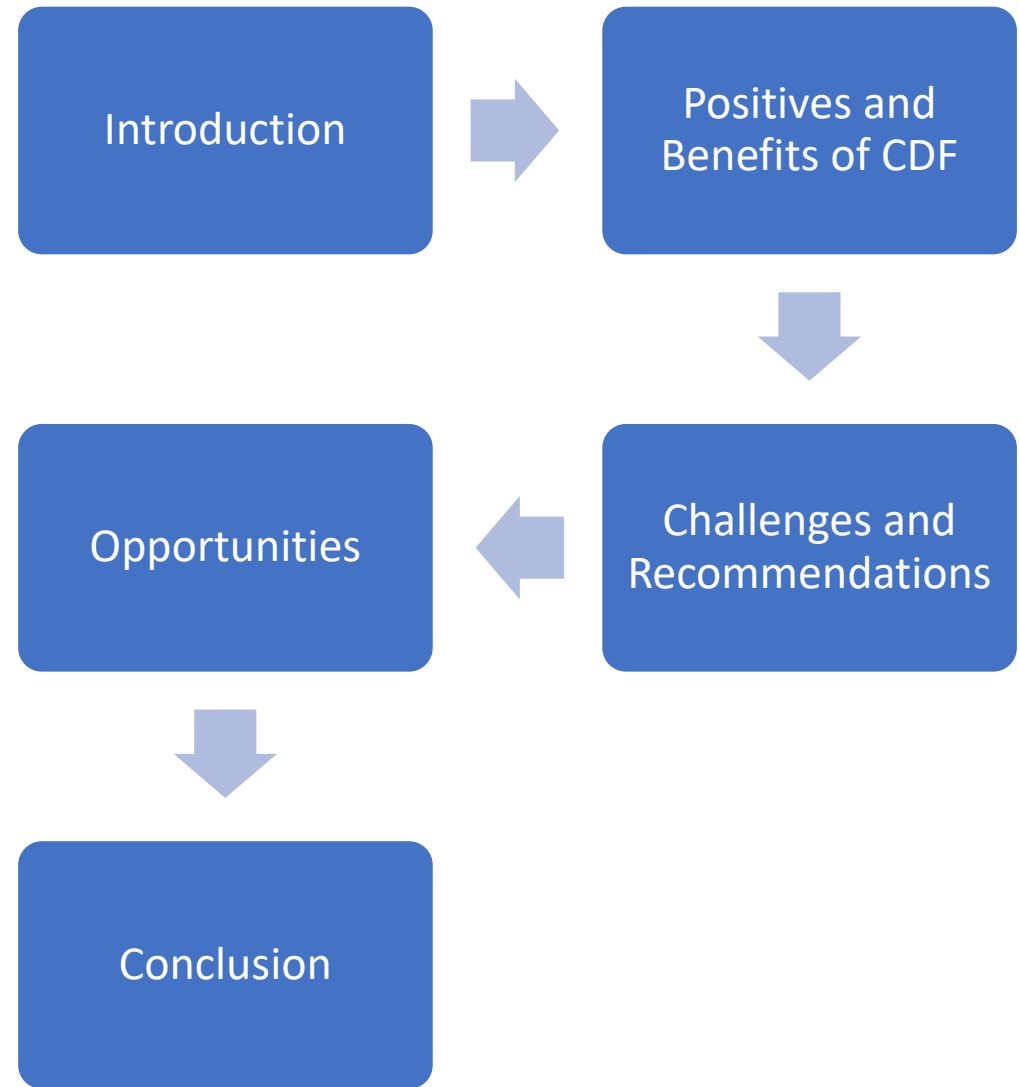 Introduction
Positives and
Benefits of CDF
Challenges and
Recommendations
Opportunities
Conclusion